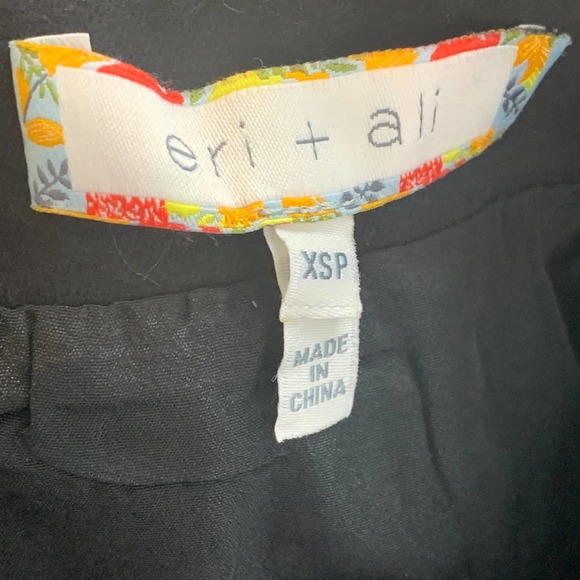 eri + ali
XSP
MADE
IN
CHINA